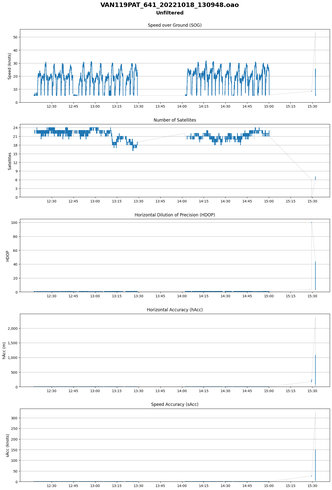 VAN119PAT_641_20221018_130948.oao
Unfiltered
Speed over Ground (SOG)
Speed (knots)
50
40
30
20
10
0
12:30 12:45 13:00 13:15 13:30 13:45 14:00 14:15 14:30 14:45 15:00 15:15 15:30
Number of Satellites
Satellites
24
21
18
15
12
9
6
3
0
12:30 12:45 13:00 13:15 13:30 13:45 14:00 14:15 14:30 14:45 15:00 15:15 15:30
Horizontal Dilution of Precision (HDOP)
HDOP
100
80
60
40
20
0
12:30 12:45 13:00 13:15 13:30 13:45 14:00 14:15 14:30 14:45 15:00 15:15 15:30
Horizontal Accuracy (hAcc)
hAcc (m)
2,000
1,500
1,000
500
0
12:30 12:45 13:00 13:15 13:30 13:45 14:00 14:15 14:30 14:45 15:00 15:15 15:30
Speed Accuracy (sAcc)
sAcc (knots)
300
250
200
150
100
50
0
12:30 12:45 13:00 13:15 13:30 13:45 14:00 14:15 14:30 14:45 15:00 15:15 15:30